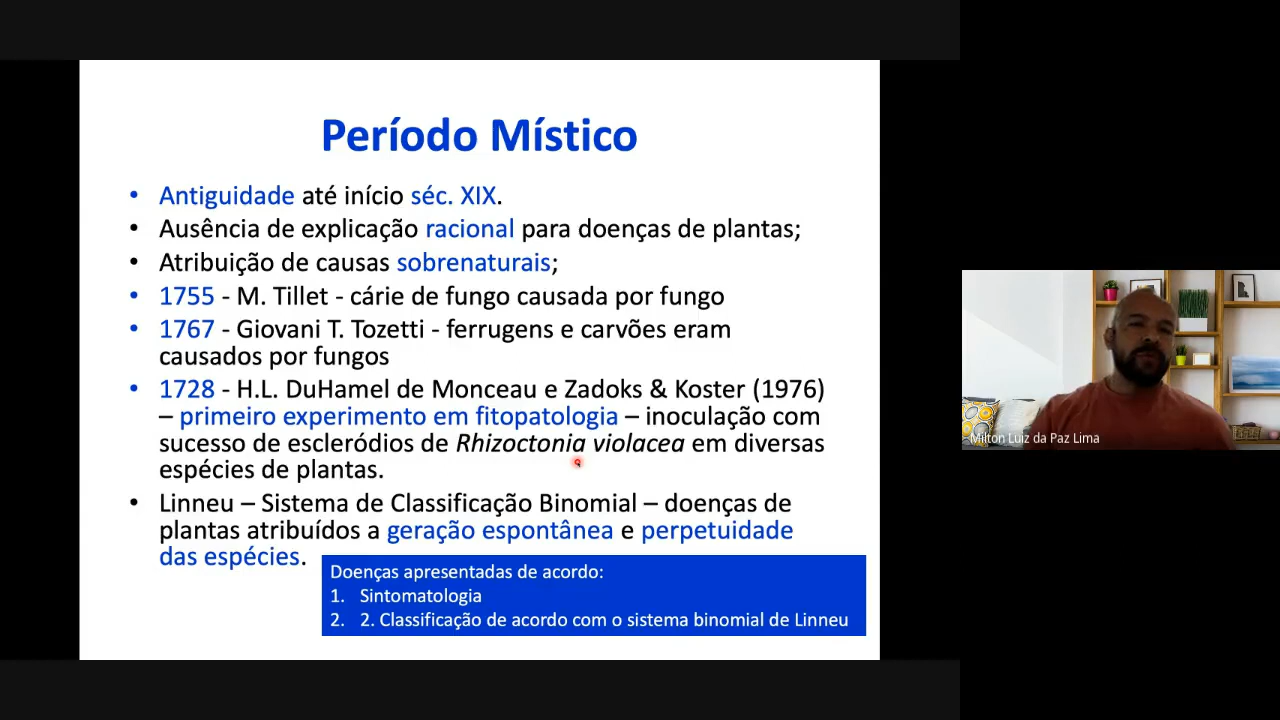 Período Místico
• Antiguidade até início séc. XIX.
• Ausência de explicação racional para doenças de plantas;
• Atribuição de causas sobrenaturais;
• 1755 - M. Tillet - cárie de fungo causada por fungo
• 1767 - Giovani T. Tozetti - ferrugens e carvões eram
causados por fungos
• 1728 - H.L. DuHamel de Monceau e Zadoks & Koster (1976)
– primeiro experimento em fitopatologia – inoculação com
sucesso de escleródios de Rhizoctonia violacea em diversas
espécies de plantas.
• Linneu – Sistema de Classificação Binomial – doenças de
plantas atribuídos a geração espontânea e perpetuidade
das espécies.
Doenças apresentadas de acordo:
1. Sintomatologia
2. 2. Classificação de acordo com o sistema binomial de Linneu
Milton Luiz da Paz Lima